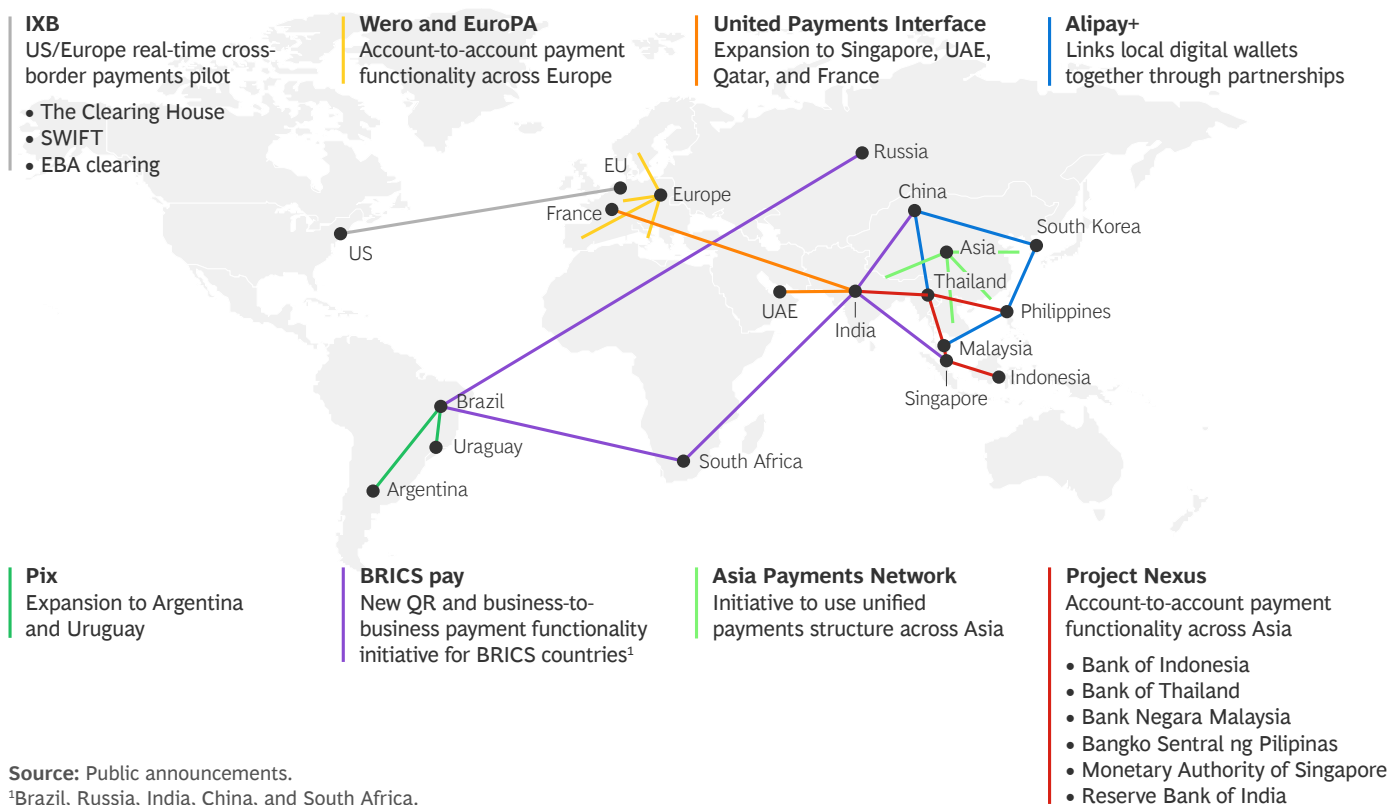 IXB
US/Europe real-time cross-
border payments pilot
• The Clearing House
• SWIFT
• EBA clearing
Wero and EuroPA
Account-to-account payment
functionality across Europe
United Payments Interface
Expansion to Singapore, UAE,
Qatar, and France
Alipay+
Links local digital wallets
together through partnerships
Russia
EU
Europe
China
France
South Korea
US
Asia
Thailand
UAE
Philippines
India
Malaysia
Indonesia
Singapore
Brazil
Uraguay
South Africa
Argentina
Pix
Expansion to Argentina
and Uruguay
BRICS pay
New QR and business-to-
business payment functionality
initiative for BRICS countries¹
Asia Payments Network
Initiative to use unified
payments structure across Asia
Project Nexus
Account-to-account payment
functionality across Asia
• Bank of Indonesia
• Bank of Thailand
• Bank Negara Malaysia
• Bangko Sentral ng Pilipinas
• Monetary Authority of Singapore
• Reserve Bank of India
Source: Public announcements.
¹Brazil, Russia, India, China, and South Africa.